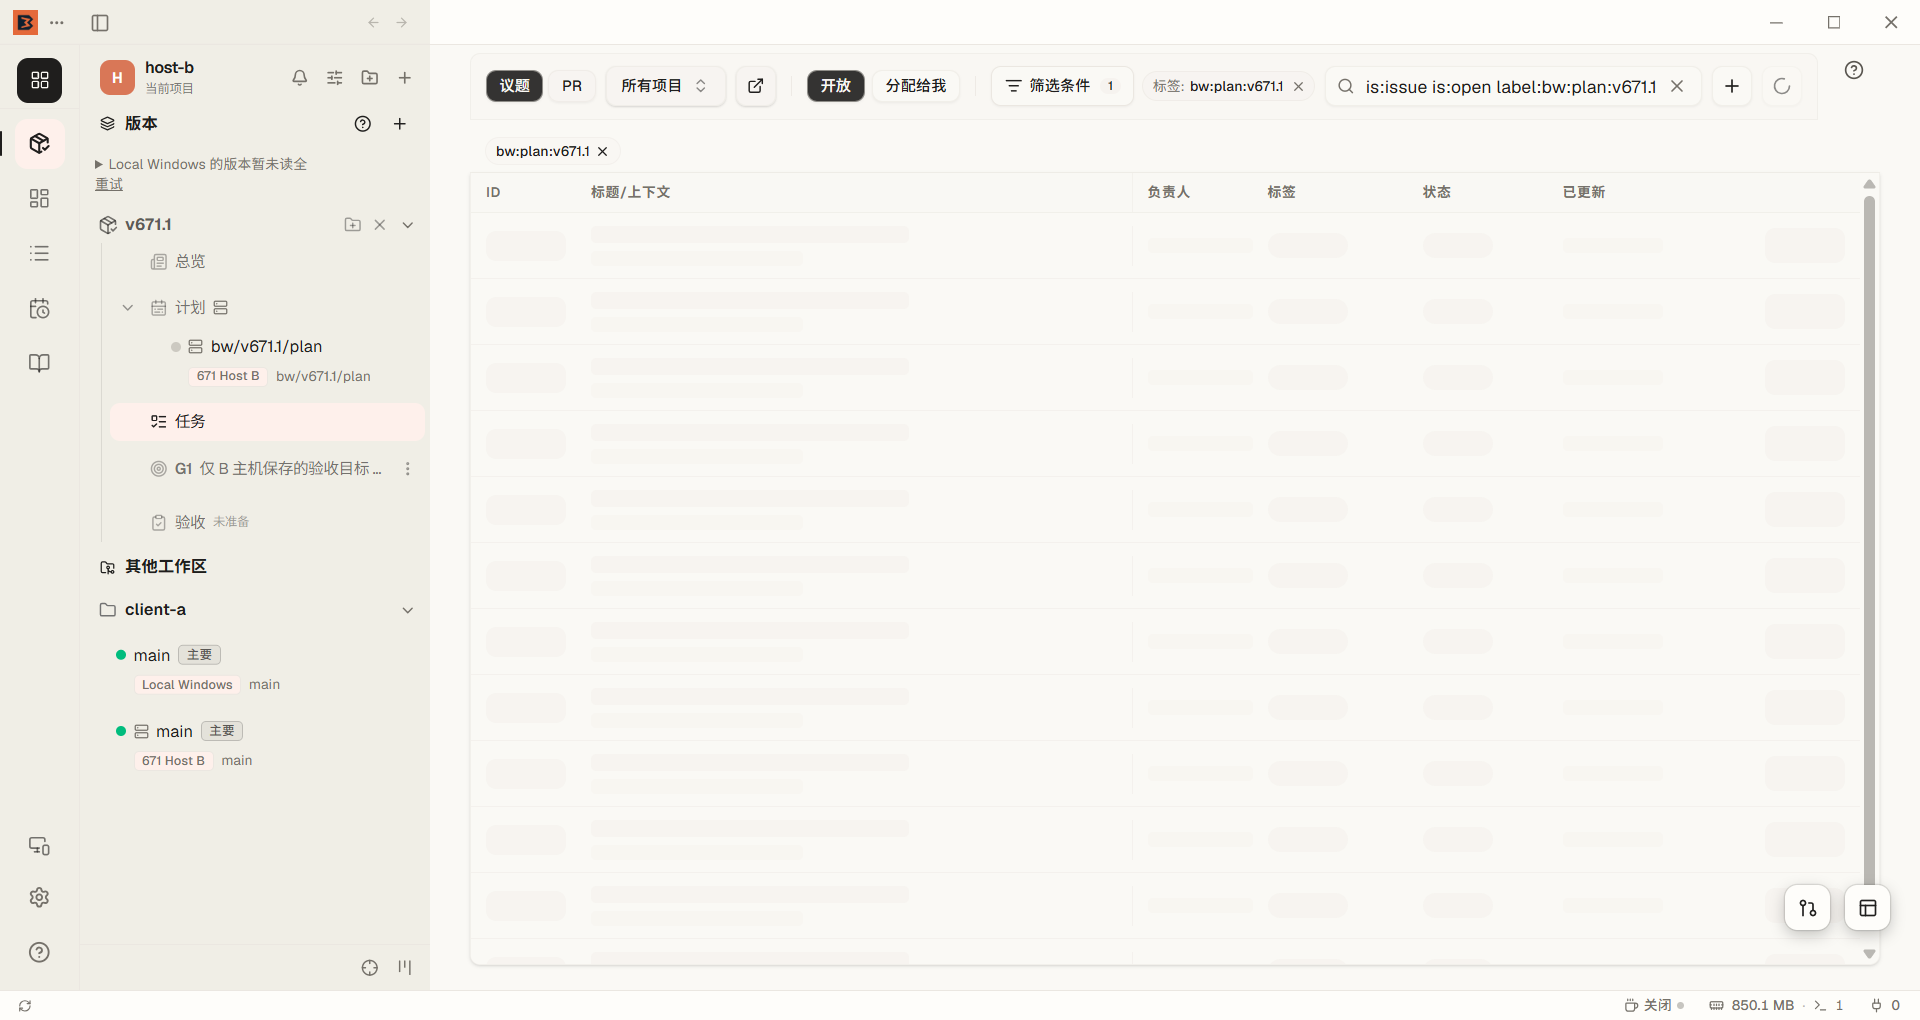 host-b
当前项目
H
版本
Local Windows 的版本暂未读全
重试
v671.1
总览
计划
bw/v671.1/plan
671 Host B bw/v671.1/plan
任务
G1 仅 B 主机保存的验收目标 ...
验收 未准备
其他工作区
client-a
main 主要
Local Windows main
main 主要
671 Host B main
议题 PR 所有项目 开放 分配给我 筛选条件 1 标签: bw:plan:v671.1 is:issue is:open label:bw:plan:v671.1
bw:plan:v671.1
ID 标题/上下文 负责人 标签 状态 已更新
关闭 850.1 MB · 1 0